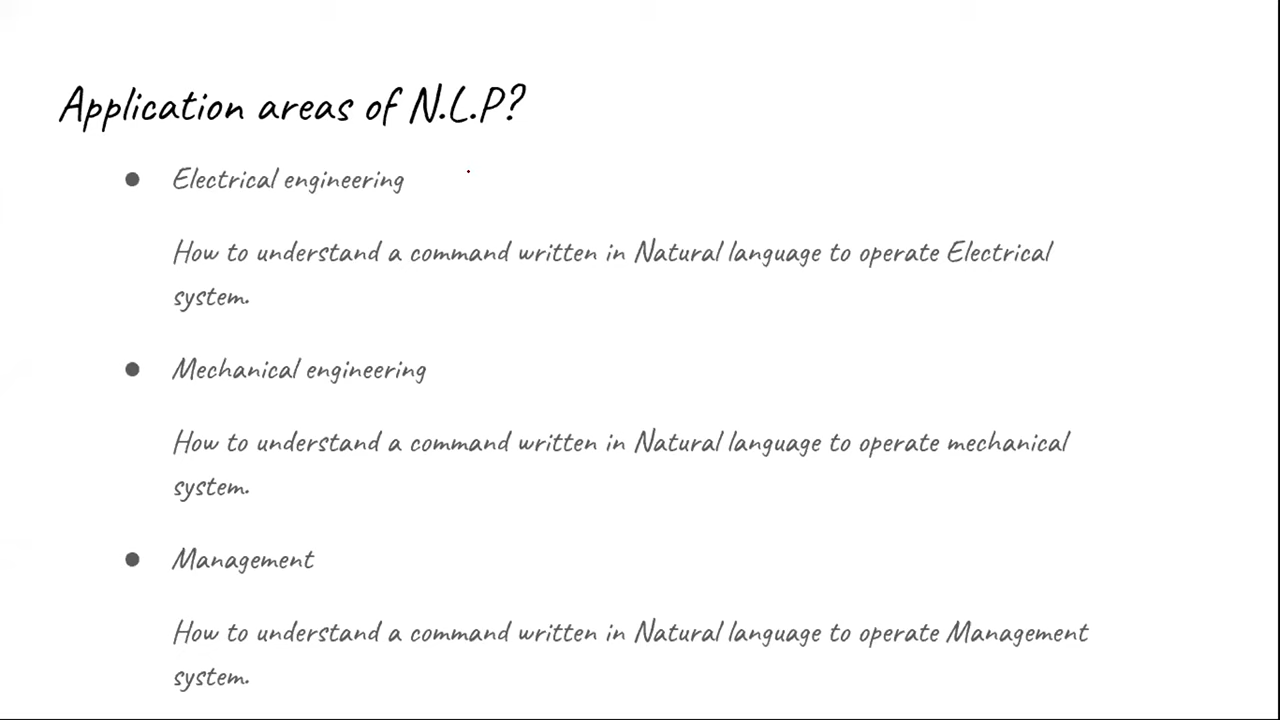 Application areas of N.L.P?
● Electrical engineering
How to understand a command written in Natural language to operate Electrical
system.
● Mechanical engineering
How to understand a command written in Natural language to operate mechanical
system.
● Management
How to understand a command written in Natural language to operate Management
system.